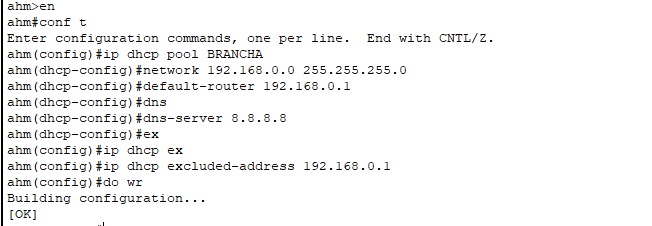 ahm>en
ahm#conf t
Enter configuration commands, one per line.  End with CNTL/Z.
ahm(config)#ip dhcp pool BRANCHA
ahm(dhcp-config)#network 192.168.0.0 255.255.255.0
ahm(dhcp-config)#default-router 192.168.0.1
ahm(dhcp-config)#dns
ahm(dhcp-config)#dns-server 8.8.8.8
ahm(dhcp-config)#ex
ahm(config)#ip dhcp ex
ahm(config)#ip dhcp excluded-address 192.168.0.1
ahm(config)#do wr
Building configuration...
[OK]